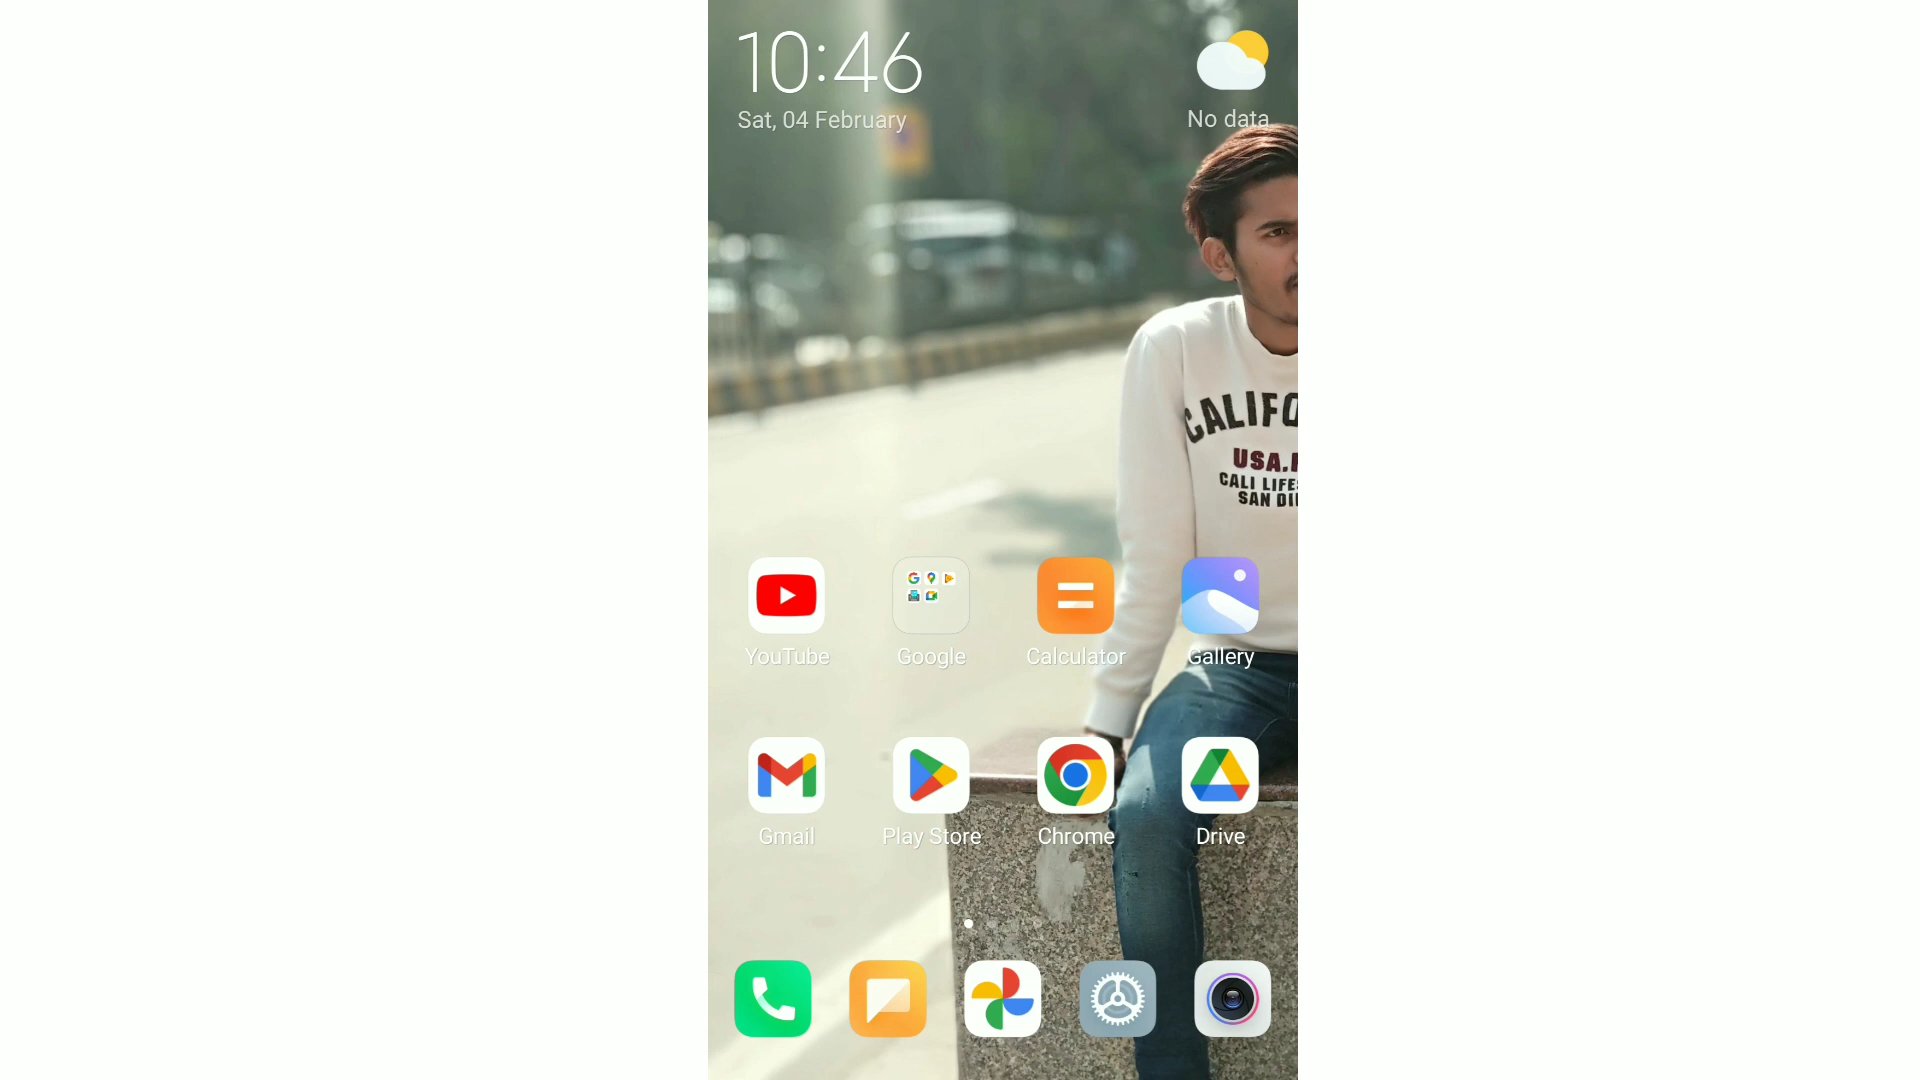 10:46
Sat, 04 February
No data
CALIFO
USA.
CALI LIFE
SAN DI
YouTube
Google
Calculator
Gallery
Gmail
Play Store
Chrome
Drive